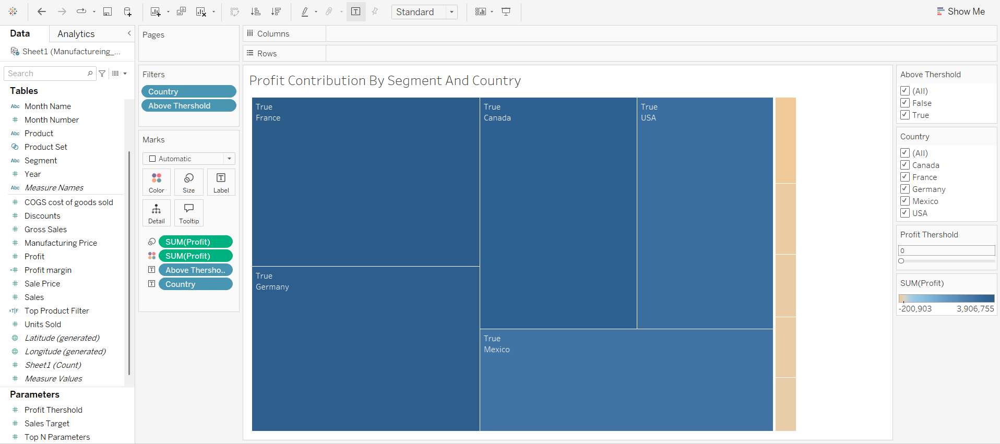 Standard
Show Me
Data
Analytics
Sheet1 (Manufactureing_...
Search
Tables
Abc Month Name
Month Number
Abc Product
Product Set
Abc Segment
Year
Abc Measure Names
COGS cost of goods sold
Discounts
Gross Sales
Manufacturing Price
Profit
Profit margin
Sale Price
Sales
Top Product Filter
Units Sold
Latitude (generated)
Longitude (generated)
Sheet1 (Count)
Measure Values
Parameters
Profit Thershold
Sales Target
Top N Parameters
Pages
Filters
Country
Above Thershold
Marks
Automatic
Color
Size
Label
Detail
Tooltip
SUM(Profit)
SUM(Profit)
Above Thersho..
Country
Columns
Rows
Profit Contribution By Segment And Country
True
France
True
Canada
True
USA
True
Germany
True
Mexico
Above Thershold
(All)
False
True
Country
(All)
Canada
France
Germany
Mexico
USA
Profit Thershold
0
SUM(Profit)
-200,903
3,906,755